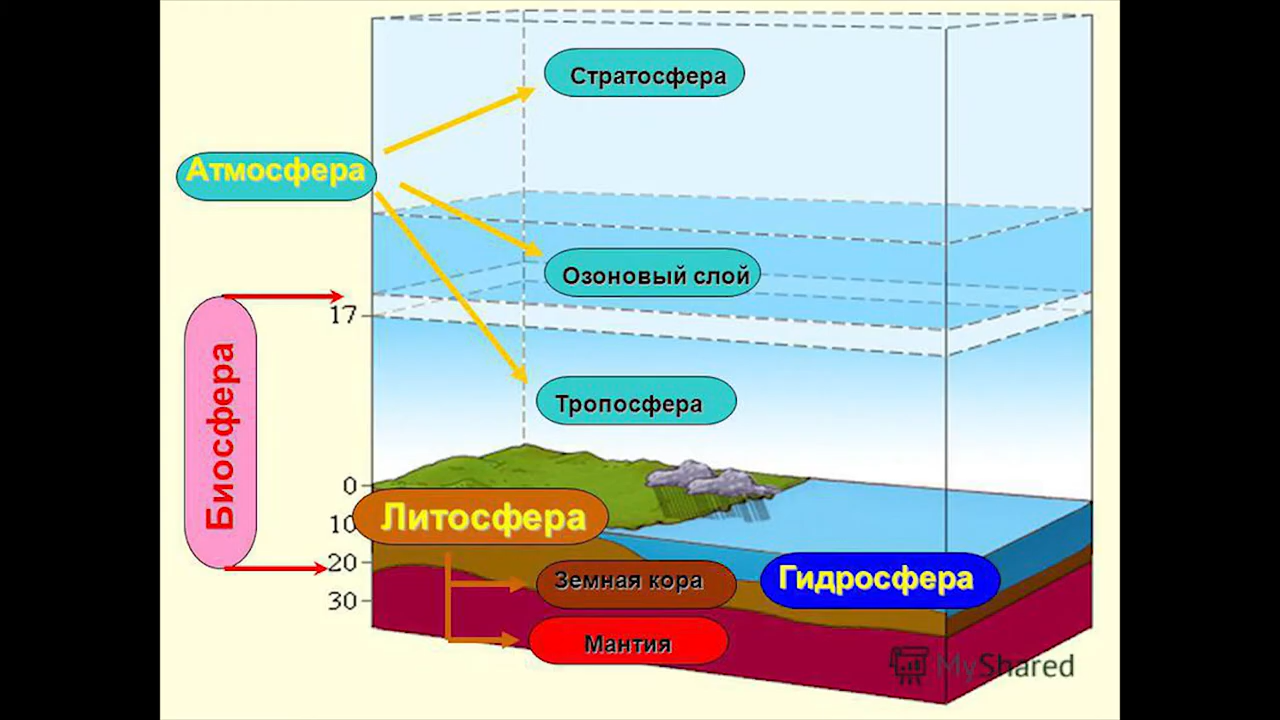 Стратосфера
Атмосфера
Озоновый слой
17
Биосфера
Тропосфера
0
10
Литосфера
20
Земная кора
Гидросфера
30
Мантия
MyShared